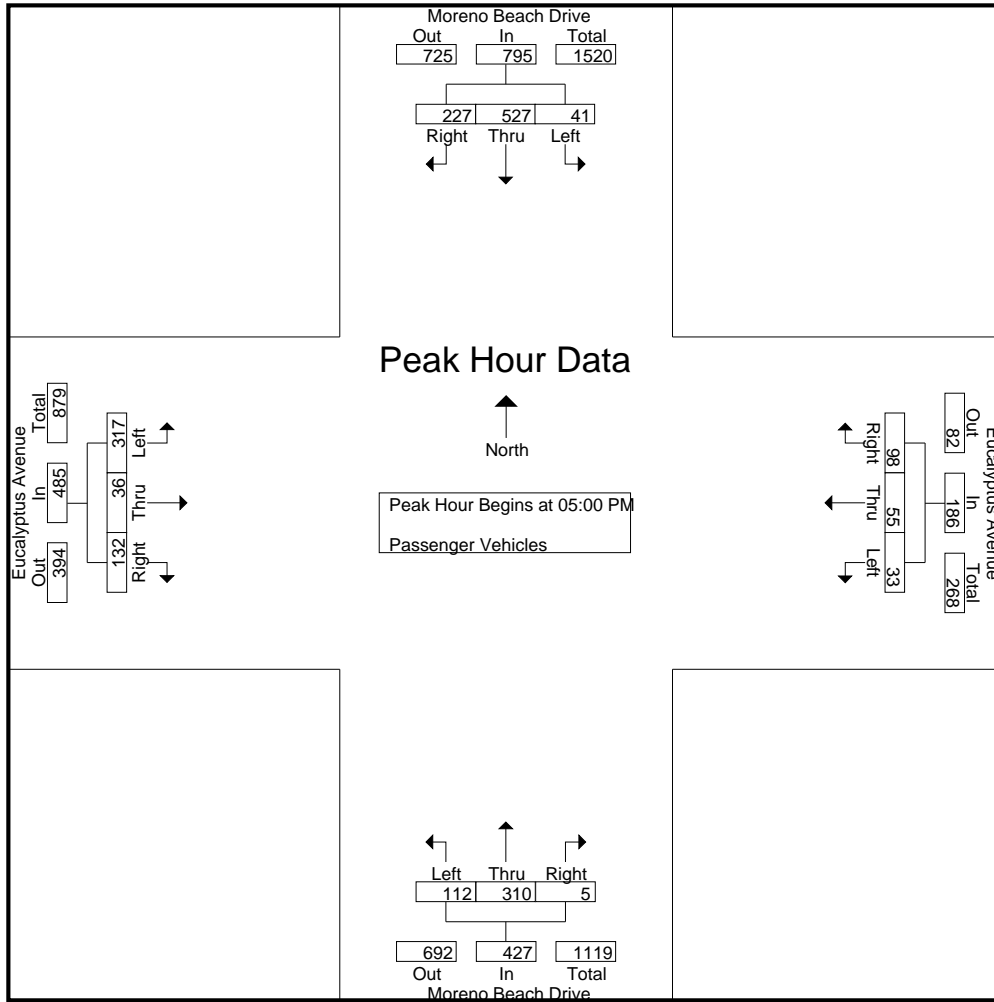 Moreno Beach Drive
Out In Total
725 795 1520
227 527 41
Right Thru Left
Peak Hour Data
North
Peak Hour Begins at 05:00 PM
Passenger Vehicles
Eucalyptus Avenue
Out In Total
394 485 879
132 36 317
Right Thru Left
Eucalyptus Avenue
Out In Total
82 186 268
98 55 33
Right Thru Left
Left Thru Right
112 310 5
692 427 1119
Out In Total
Moreno Beach Drive